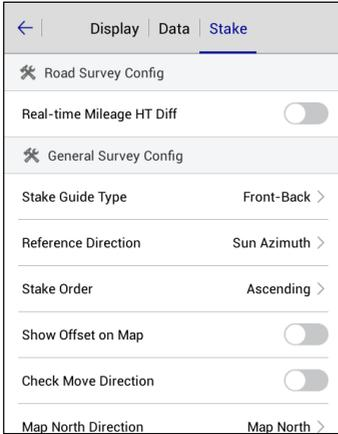 Display Data Stake
Road Survey Config
Real-time Mileage HT Diff
General Survey Config
Stake Guide Type Front-Back
Reference Direction Sun Azimuth
Stake Order Ascending
Show Offset on Map
Check Move Direction
Map North Direction Map North